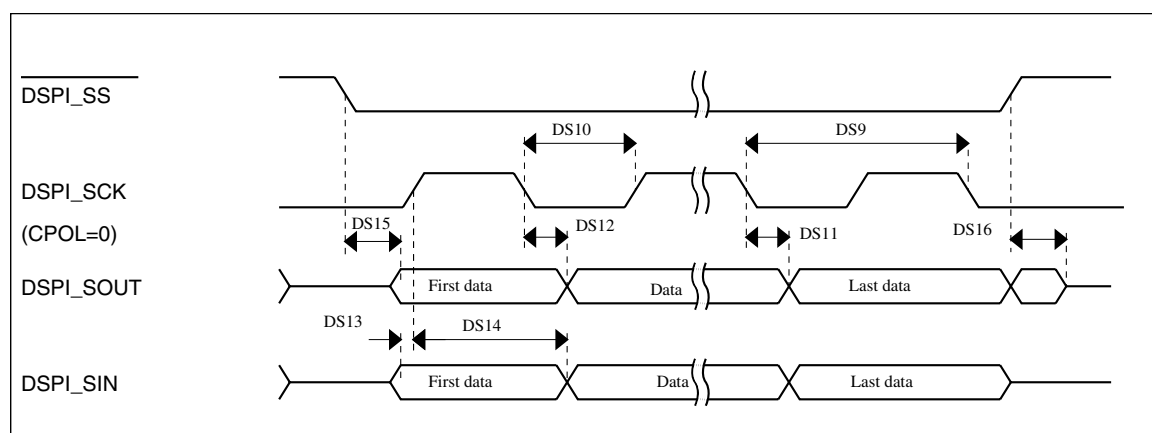 DSPI_SS
DS10
DS9
DSPI_SCK
(CPOL=0)
DS15
DS12
DS11
DS16
DSPI_SOUT
First data
Data
Last data
DS13
DS14
DSPI_SIN
First data
Data
Last data